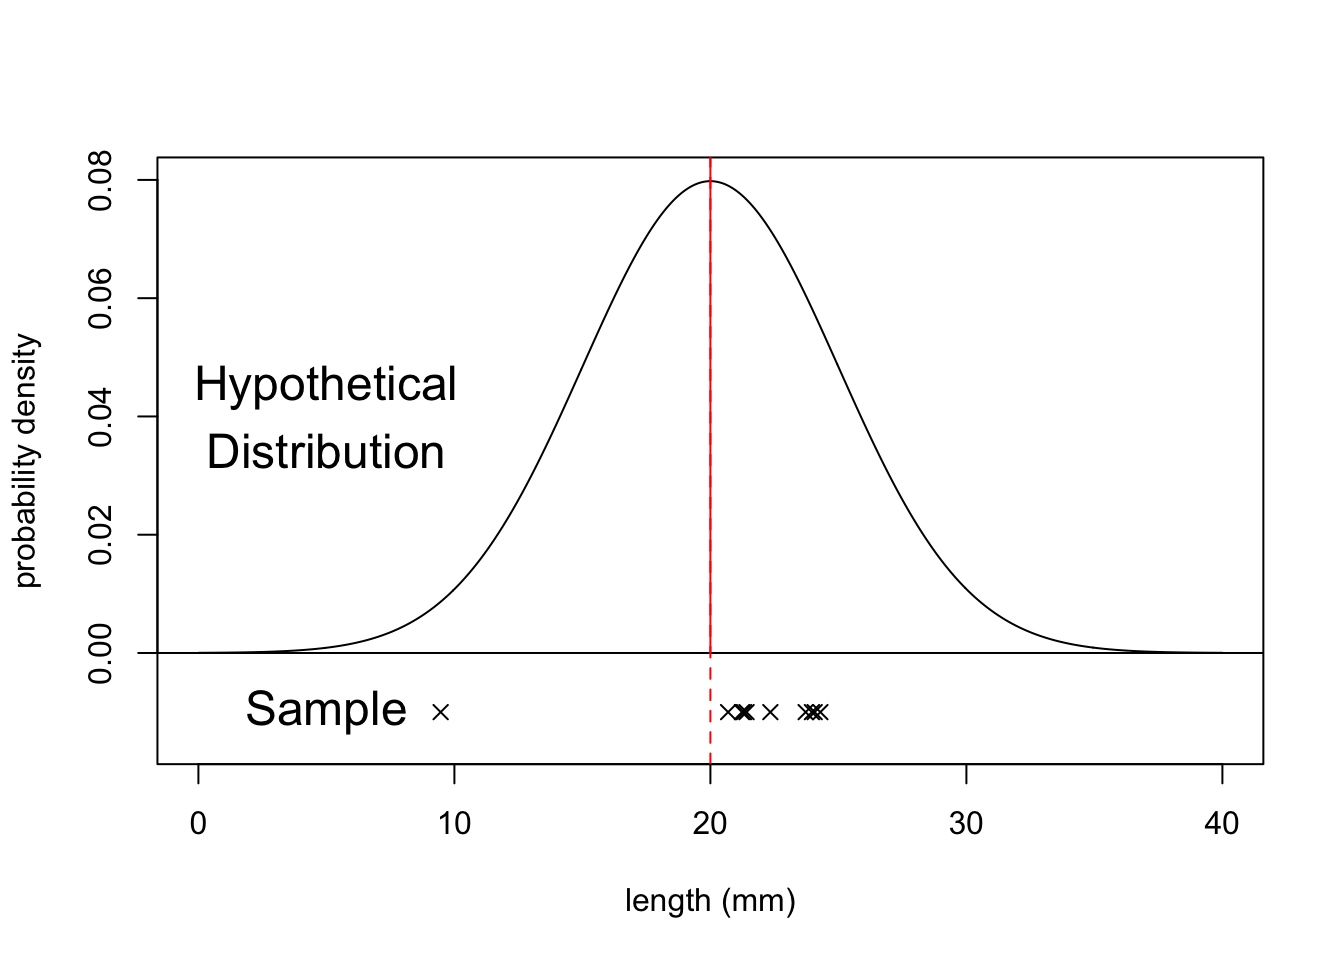 0.08
0.06
0.04
0.02
0.00
probability density
Hypothetical
Distribution
Sample
0 10 20 30 40
length (mm)